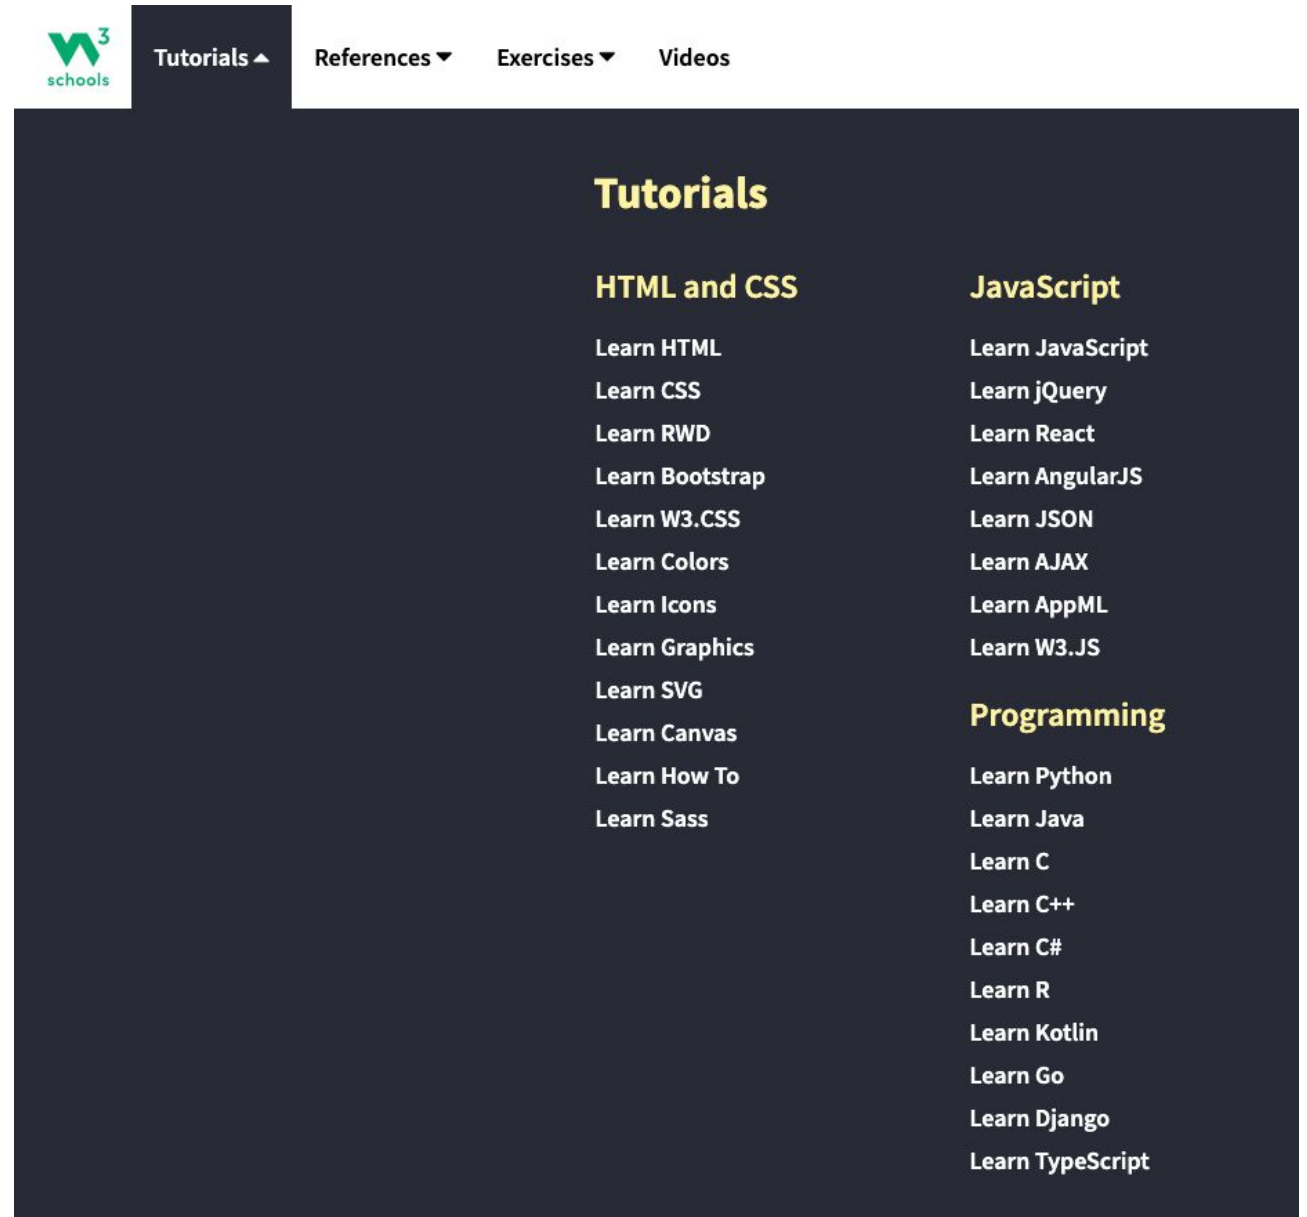 3
schools
Tutorials
References
Exercises
Videos
Tutorials
HTML and CSS
Learn HTML
Learn CSS
Learn RWD
Learn Bootstrap
Learn W3.CSS
Learn Colors
Learn Icons
Learn Graphics
Learn SVG
Learn Canvas
Learn How To
Learn Sass
JavaScript
Learn JavaScript
Learn jQuery
Learn React
Learn AngularJS
Learn JSON
Learn AJAX
Learn AppML
Learn W3.JS
Programming
Learn Python
Learn Java
Learn C
Learn C++
Learn C#
Learn R
Learn Kotlin
Learn Go
Learn Django
Learn TypeScript